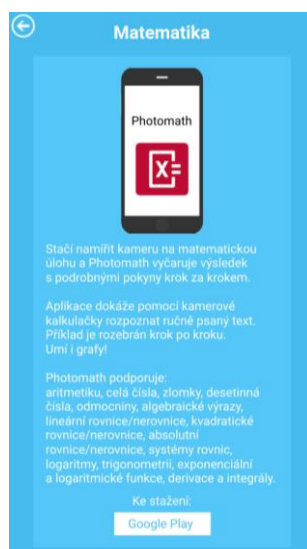 Matematika
Photomath
Stačí namířit kameru na matematickou
úlohu a Photomath vyčaruje výsledek
s podrobnými pokyny krok za krokem.
Aplikace dokáže pomocí kamerové
kalkulačky rozpoznat ručně psaný text.
Příklad je rozebrán krok po kroku.
Umí i grafy!
Photomath podporuje:
aritmetiku, celá čísla, zlomky, desetinná
čísla, odmocniny, algebraické výrazy,
lineární rovnice/nerovnice, kvadratické
rovnice/nerovnice, absolutní
rovnice/nerovnice, systémy rovnic,
logaritmy, trigonometrii, exponenciální
a logaritmické funkce, derivace a integrály.
Ke stažení:
Google Play